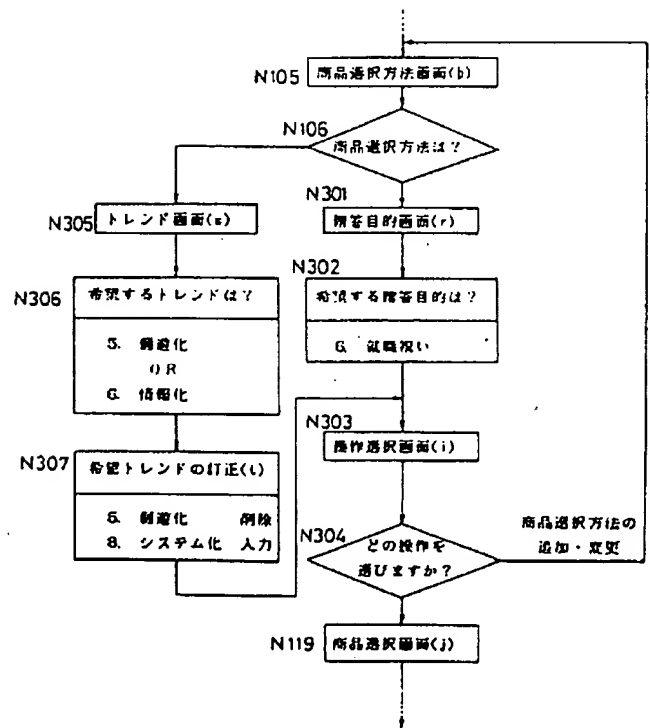 N105
商品選択方法画面(b)
N106
商品選択方法は？
N305
トレンド画面(s)
N301
贈答目的画面(r)
N306
希望するトレンドは？
5. 創遊化
OR
6. 情報化
N302
希望する贈答目的は？
6. 就職祝い
N307
希望トレンドの訂正(t)
5. 創遊化 削除
8. システム化 入力
N303
操作選択画面(i)
N304
どの操作を
選びますか？
商品選択方法の
追加・変更
N119
商品選択画面(j)